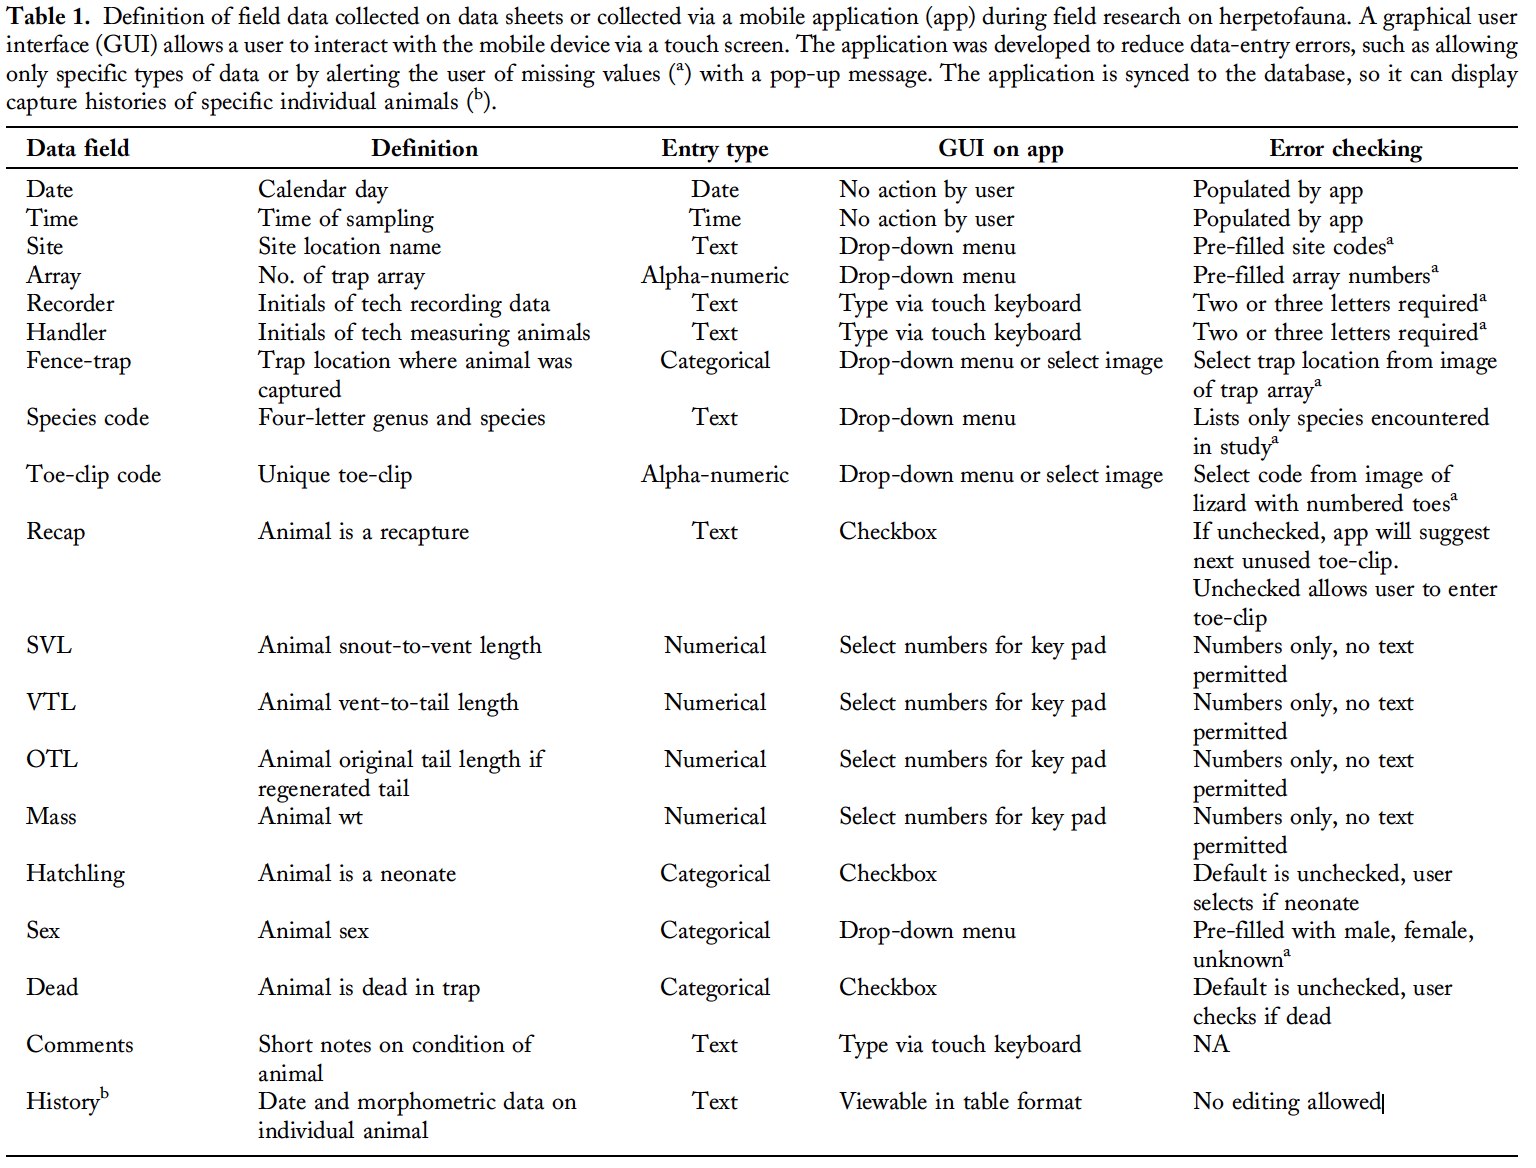 Table 1. Definition of field data collected on data sheets or collected via a mobile application (app) during field research on herpetofauna. A graphical user
interface (GUI) allows a user to interact with the mobile device via a touch screen. The application was developed to reduce data-entry errors, such as allowing
only specific types of data or by alerting the user of missing values (a) with a pop-up message. The application is synced to the database, so it can display
capture histories of specific individual animals (b).
Data field Definition Entry type GUI on app Error checking
Date Calendar day Date No action by user Populated by app
Time Time of sampling Time No action by user Populated by app
Site Site location name Text Drop-down menu Pre-filled site codesa
Array No. of trap array Alpha-numeric Drop-down menu Pre-filled array numbersa
Recorder Initials of tech recording data Text Type via touch keyboard Two or three letters requireda
Handler Initials of tech measuring animals Text Type via touch keyboard Two or three letters requireda
Fence-trap Trap location where animal was Categorical Drop-down menu or select image Select trap location from image
captured of trap arraya
Species code Four-letter genus and species Text Drop-down menu Lists only species encountered
in studya
Toe-clip code Unique toe-clip Alpha-numeric Drop-down menu or select image Select code from image of
lizard with numbered toesa
Recap Animal is a recapture Text Checkbox If unchecked, app will suggest
next unused toe-clip.
Unchecked allows user to enter
toe-clip
SVL Animal snout-to-vent length Numerical Select numbers for key pad Numbers only, no text
permitted
VTL Animal vent-to-tail length Numerical Select numbers for key pad Numbers only, no text
permitted
OTL Animal original tail length if Numerical Select numbers for key pad Numbers only, no text
regenerated tail permitted
Mass Animal wt Numerical Select numbers for key pad Numbers only, no text
permitted
Hatchling Animal is a neonate Categorical Checkbox Default is unchecked, user
selects if neonate
Sex Animal sex Categorical Drop-down menu Pre-filled with male, female,
unknowna
Dead Animal is dead in trap Categorical Checkbox Default is unchecked, user
checks if dead
Comments Short notes on condition of Text Type via touch keyboard NA
animal
Historyb Date and morphometric data on Text Viewable in table format No editing allowed
individual animal